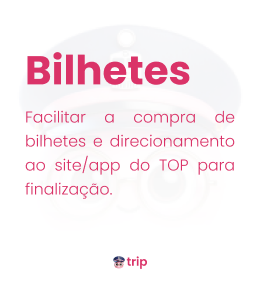 Bilhetes
Facilitar a compra de
bilhetes e direcionamento
ao site/app do TOP para
finalização.
trip